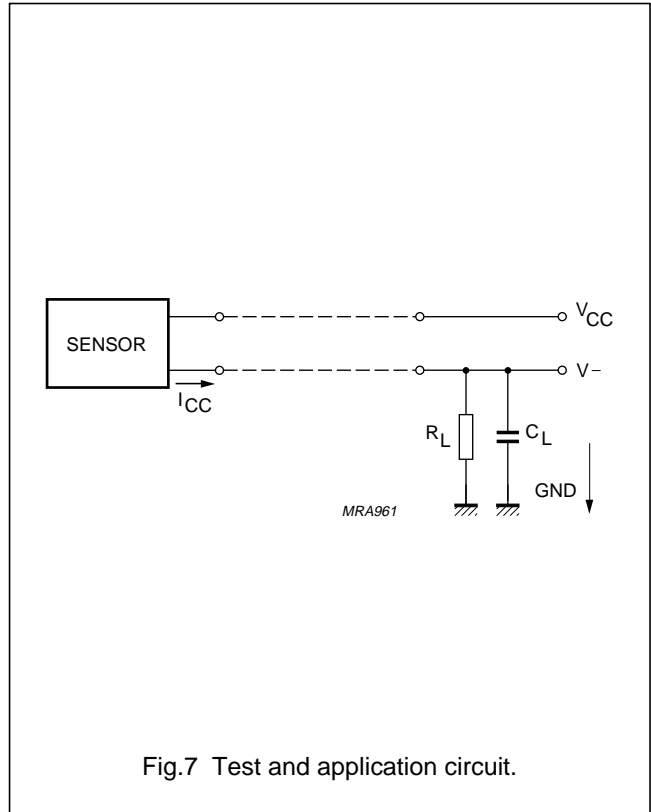 VCC
SENSOR
V−
ICC
RL
CL
GND
MRA961
Fig.7 Test and application circuit.